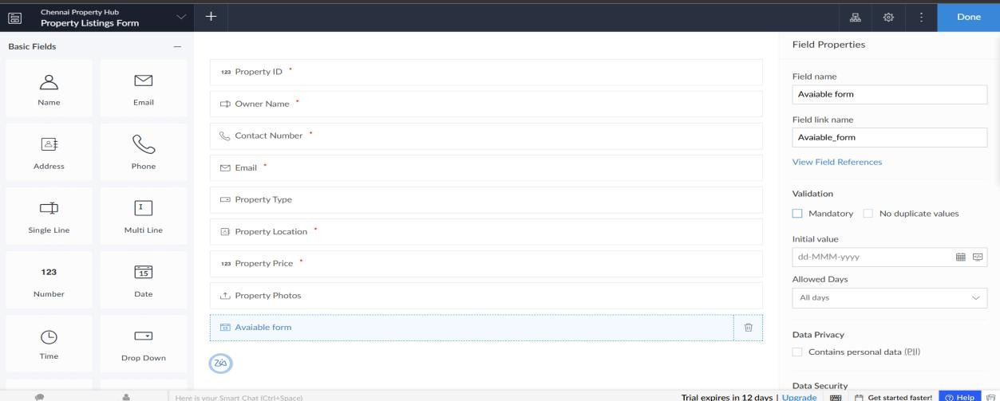 Chennai Property Hub
Property Listings Form
Done
Basic Fields
Name
Email
Address
Phone
Single Line
Multi Line
123
Number
15
Date
Time
Drop Down
123 Property ID *
Owner Name *
Contact Number *
Email *
Property Type
Property Location *
123 Property Price *
Property Photos
Avaiable form
Zia
Field Properties
Field name
Avaiable form
Field link name
Avaiable_form
View Field References
Validation
Mandatory
No duplicate values
Initial value
dd-MMM-yyyy
Allowed Days
All days
Data Privacy
Contains personal data (PII)
Data Security
Here is your Smart Chat (Ctrl+Space)
Trial expires in 12 days | Upgrade
Get started faster!
Help